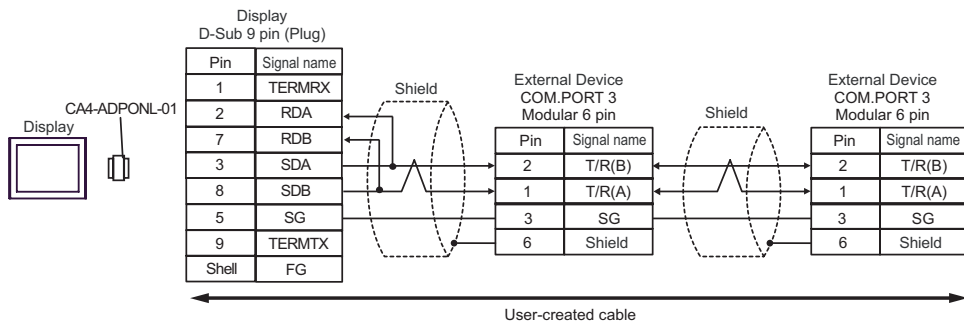 Display
D-Sub 9 pin (Plug)
Pin Signal name
1 TERMRX
2 RDA
7 RDB
3 SDA
8 SDB
5 SG
9 TERMTX
Shell FG
Display
CA4-ADPONL-01
Shield
External Device
COM.PORT 3
Modular 6 pin
Pin Signal name
2 T/R(B)
1 T/R(A)
3 SG
6 Shield
Shield
External Device
COM.PORT 3
Modular 6 pin
Pin Signal name
2 T/R(B)
1 T/R(A)
3 SG
6 Shield
User-created cable